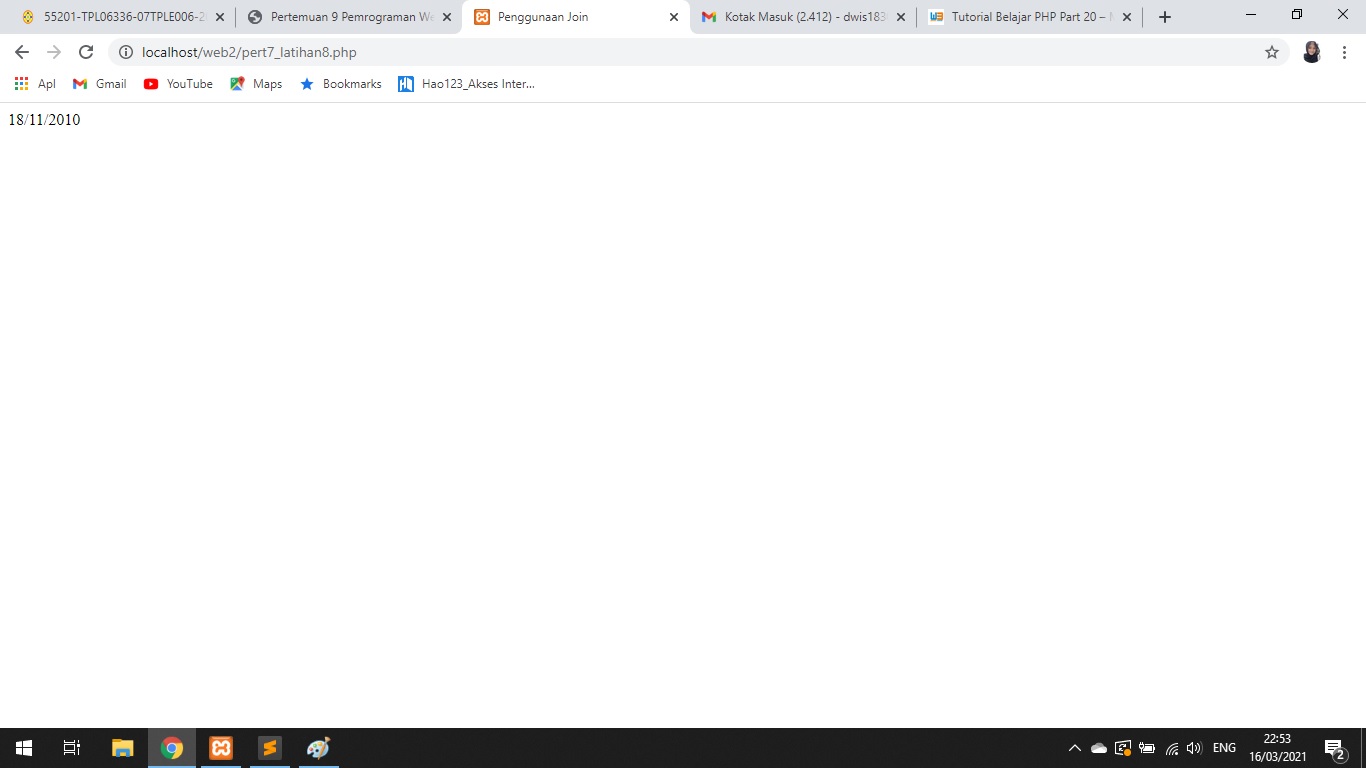 55201-TPL06336-07TPLE006-2
Pertemuan 9 Pemrograman We
Penggunaan Join
Kotak Masuk (2.412) - dwis183
Tutorial Belajar PHP Part 20 –
localhost/web2/pert7_latihan8.php
Apl
Gmail
YouTube
Maps
Bookmarks
Hao123_Akses Inter...
18/11/2010
ENG
22:53
16/03/2021
2